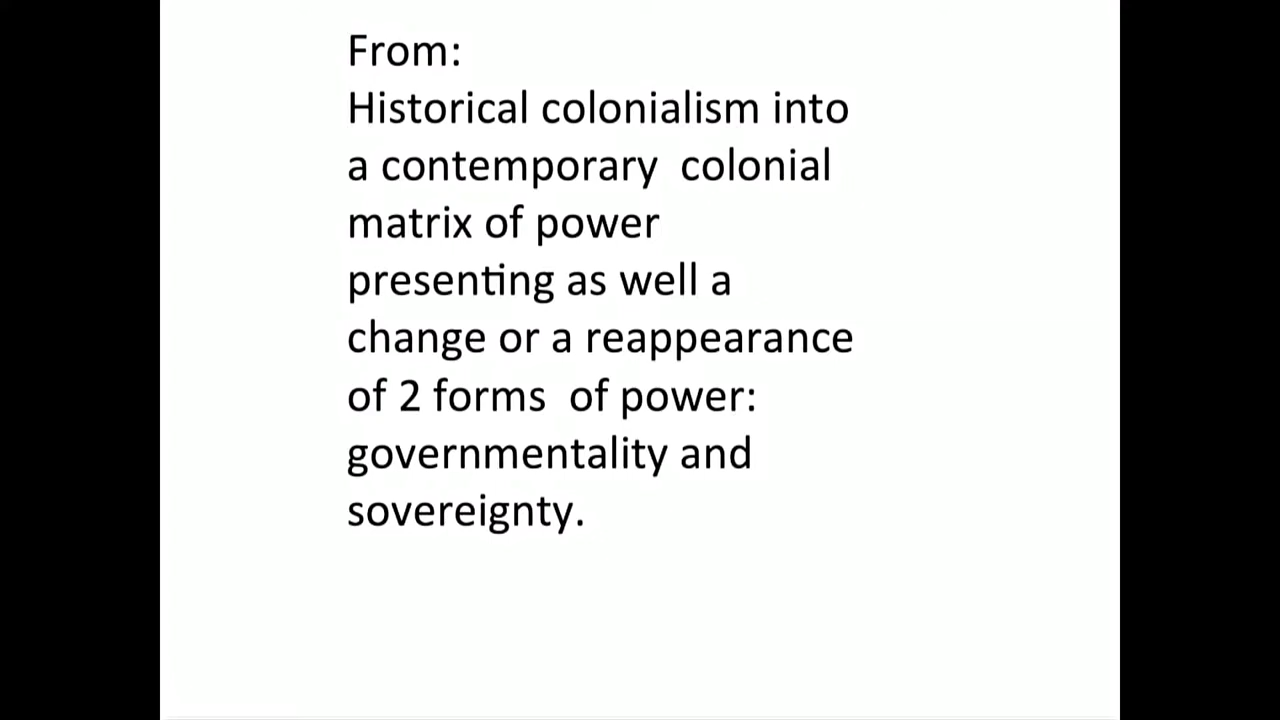 From:
Historical colonialism into
a contemporary  colonial
matrix of power
presenting as well a
change or a reappearance
of 2 forms  of power:
governmentality and
sovereignty.